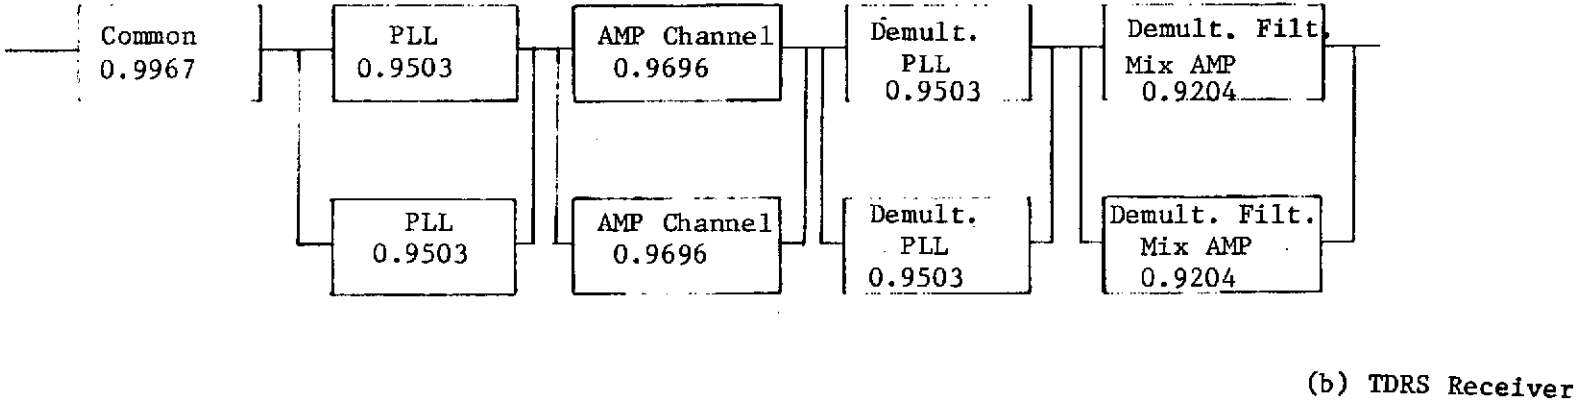 Common
0.9967
PLL
0.9503
AMP Channel
0.9696
Demult.
PLL
0.9503
Demult. Filt.
Mix AMP
0.9204
PLL
0.9503
AMP Channel
0.9696
Demult.
PLL
0.9503
Demult. Filt.
Mix AMP
0.9204
(b) TDRS Receiver